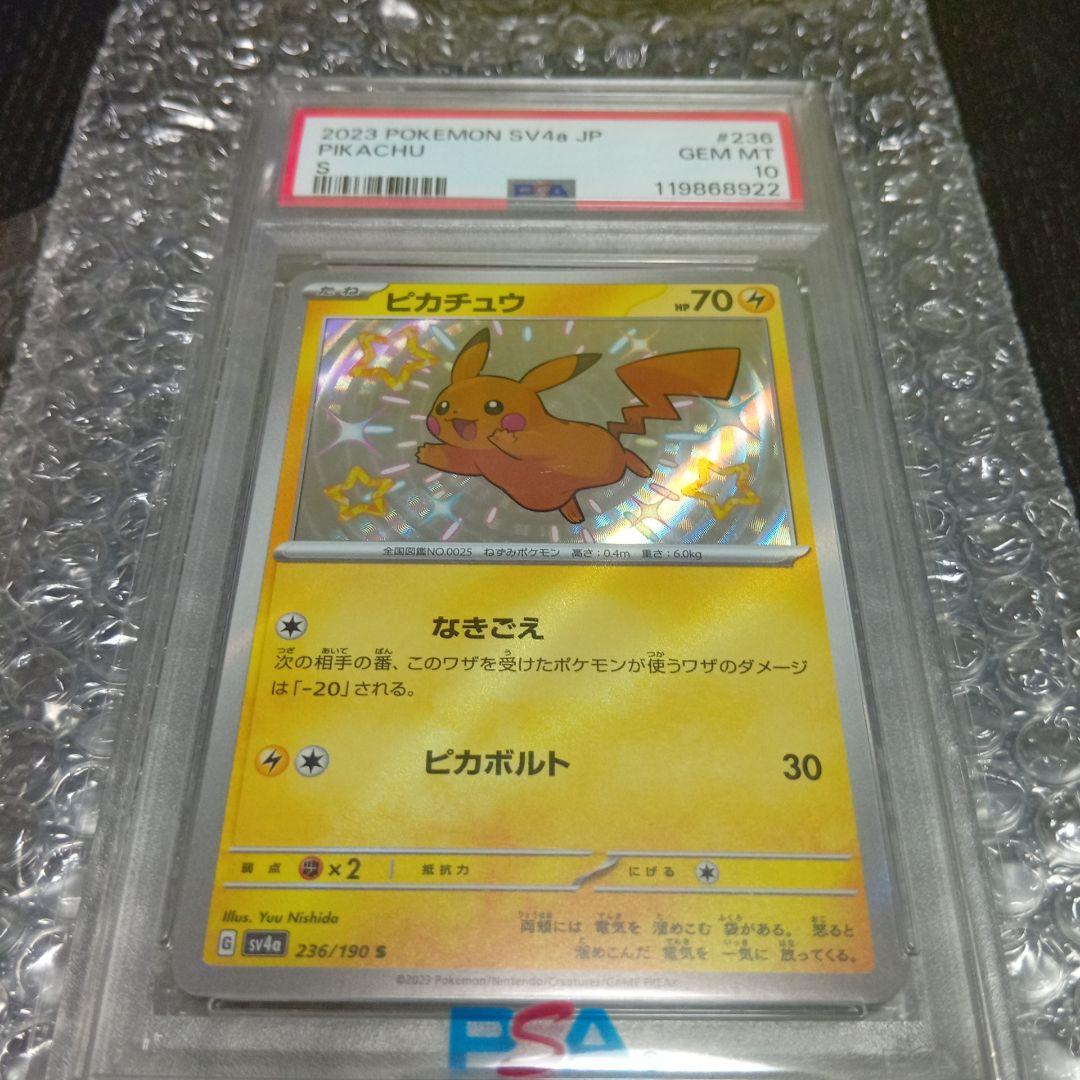 2023 POKEMON SV4a JP #236
PIKACHU GEM MT
S 10
119868922
PSA
たね ピカチュウ HP70
全国図鑑NO.0025 ねずみポケモン 高さ:0.4m 重さ:6.0kg
なきごえ
次の相手の番、このワザを受けたポケモンが使うワザのダメージ
は「-20」される。
ピカボルト 30
弱点 ×2 抵抗力 にげる
Illus. Yuu Nishida
両頬には 電気を 溜めこむ 袋がある。 怒ると
溜めこんだ 電気を 一気に 放ってくる。
G sv4a 236/190 S
©2023 Pokémon/Nintendo/Creatures/GAME FREAK
PSA